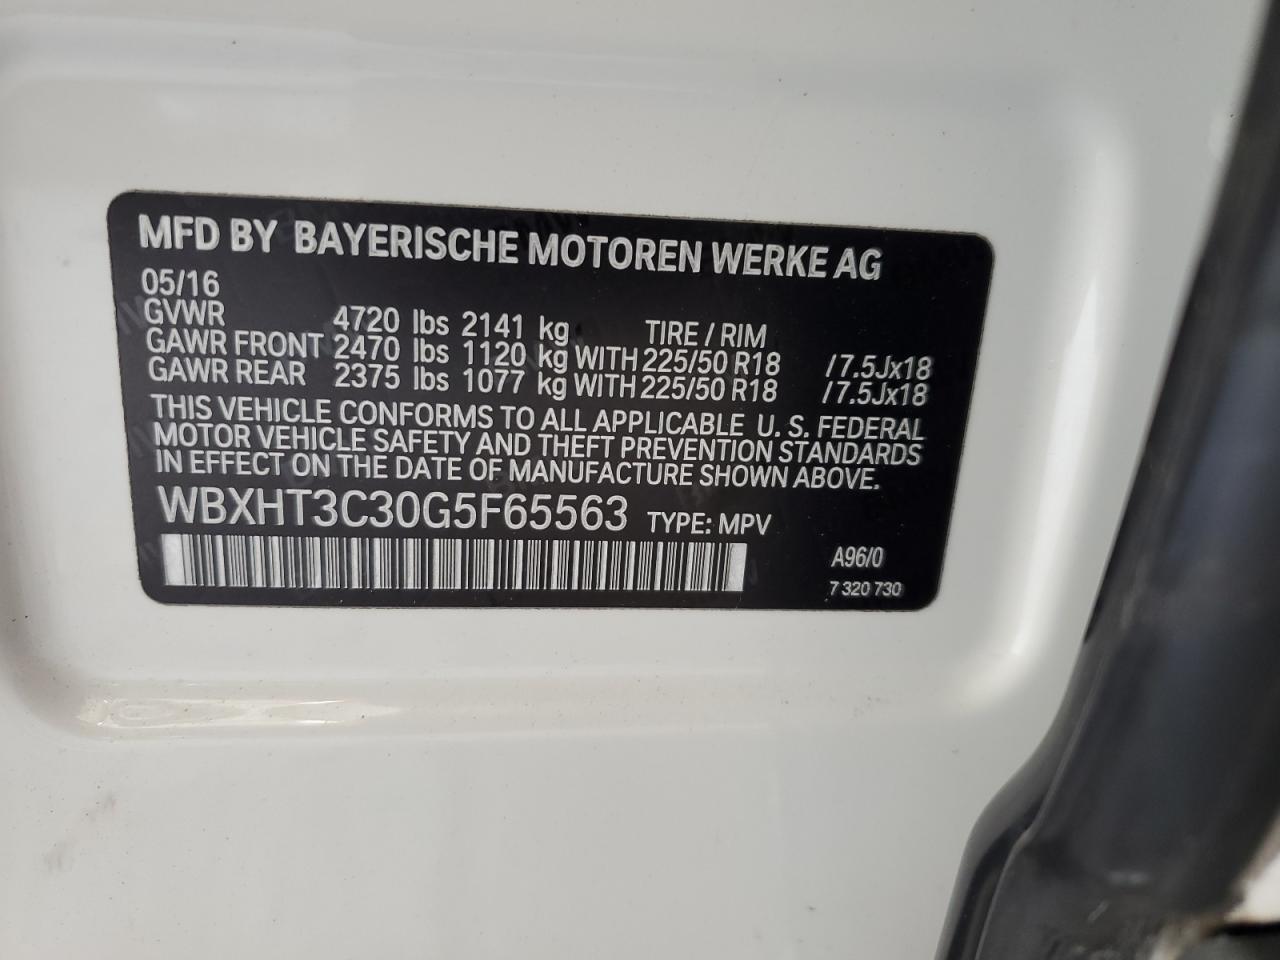 MFD BY BAYERISCHE MOTOREN WERKE AG
05/16
GVWR 4720 lbs 2141 kg TIRE / RIM
GAWR FRONT 2470 lbs 1120 kg WITH 225/50 R18 /7.5Jx18
GAWR REAR 2375 lbs 1077 kg WITH 225/50 R18 /7.5Jx18
THIS VEHICLE CONFORMS TO ALL APPLICABLE U. S. FEDERAL
MOTOR VEHICLE SAFETY AND THEFT PREVENTION STANDARDS
IN EFFECT ON THE DATE OF MANUFACTURE SHOWN ABOVE.
WBXHT3C30G5F65563 TYPE: MPV
A96/0
7 320 730